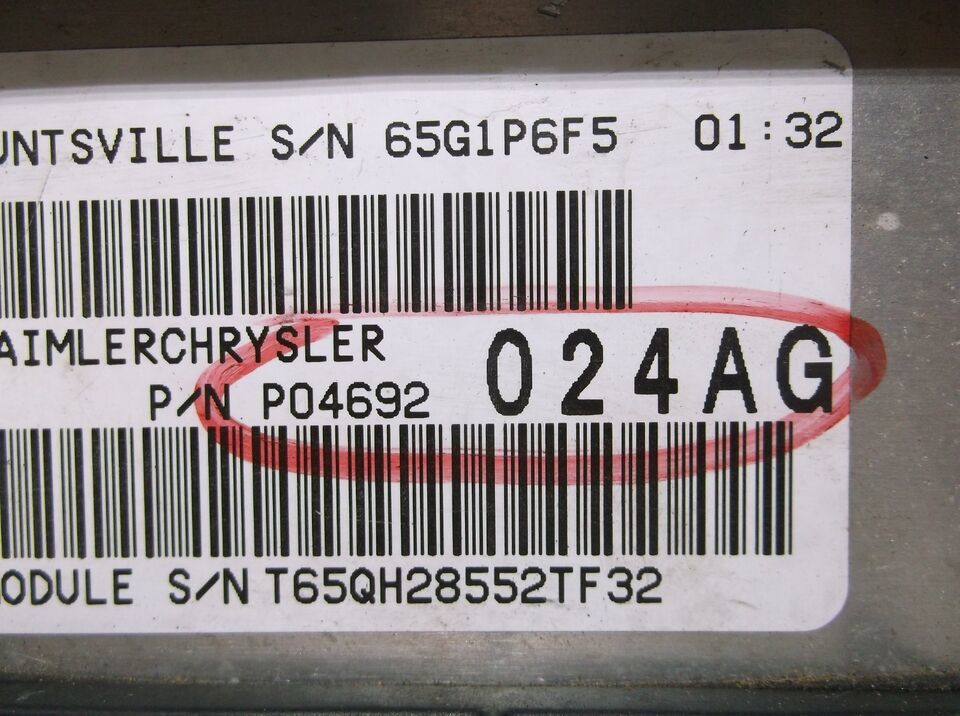 UNTSVILLE S/N 65G1P6F5 01:32
AIMLERCHRYSLER
P/N P04692 024AG
ODULE S/N T65QH28552TF32